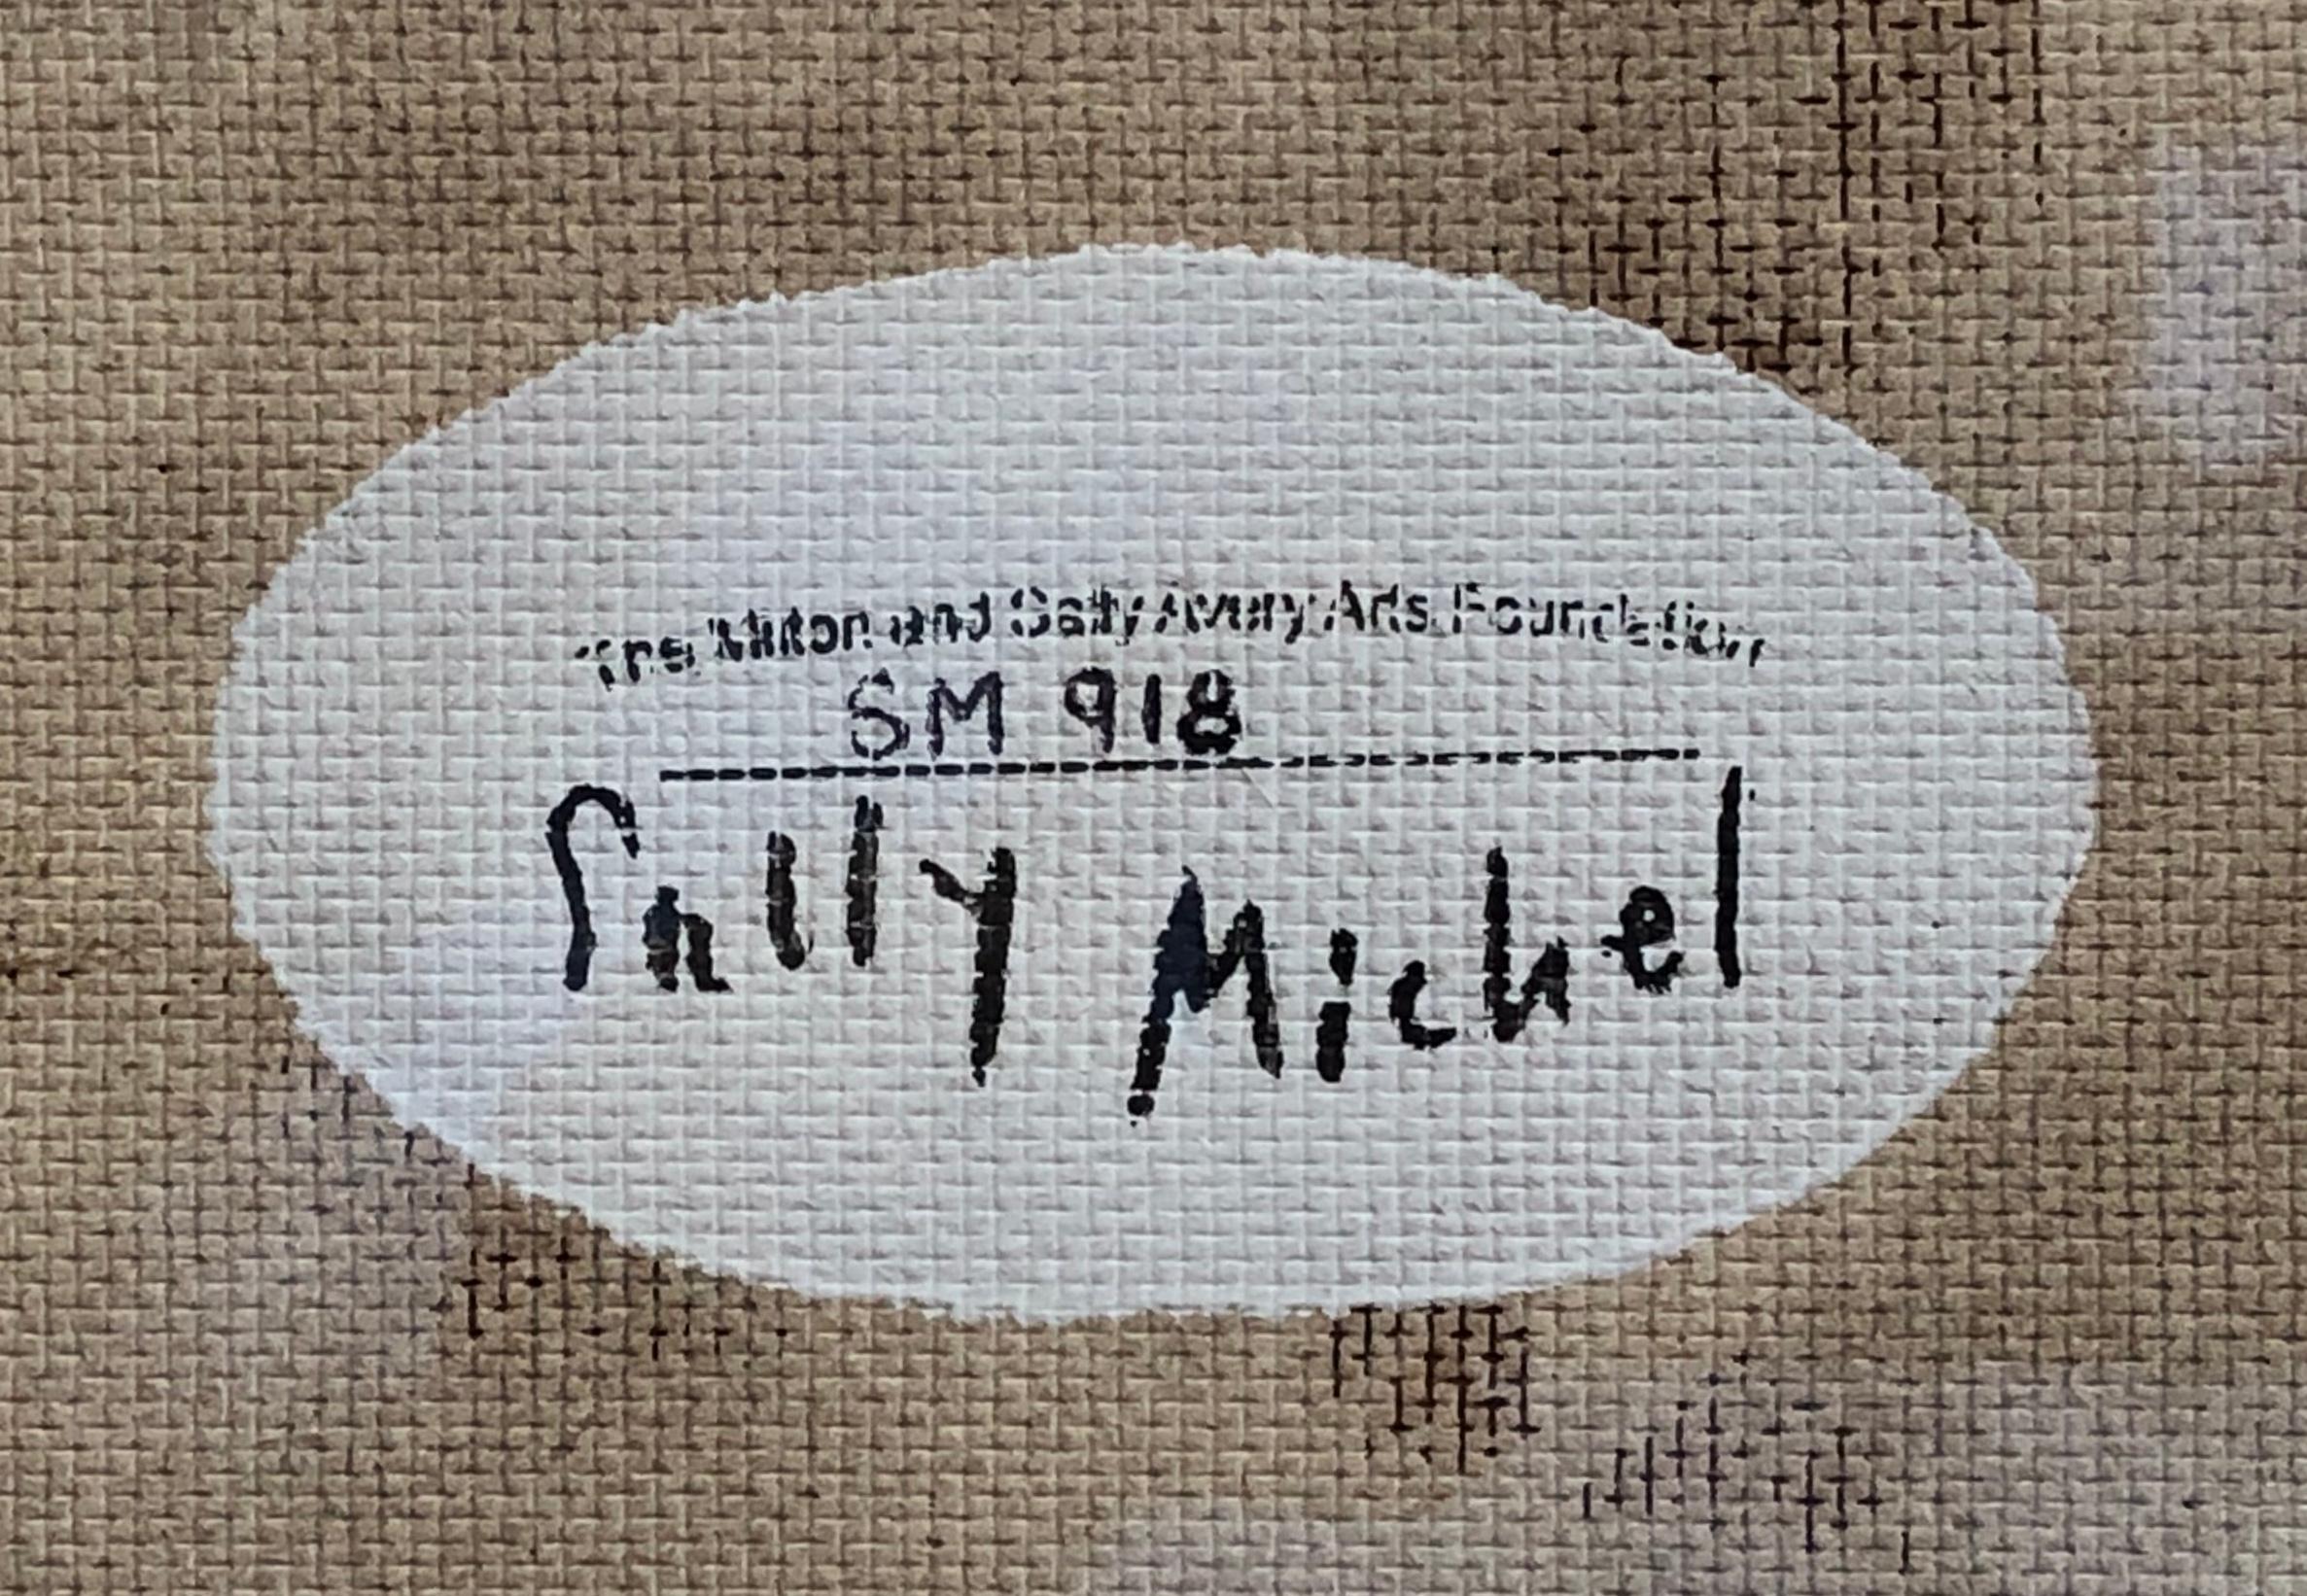 The Milton and Sally Avery Arts Foundation
SM 918
Sally Michel